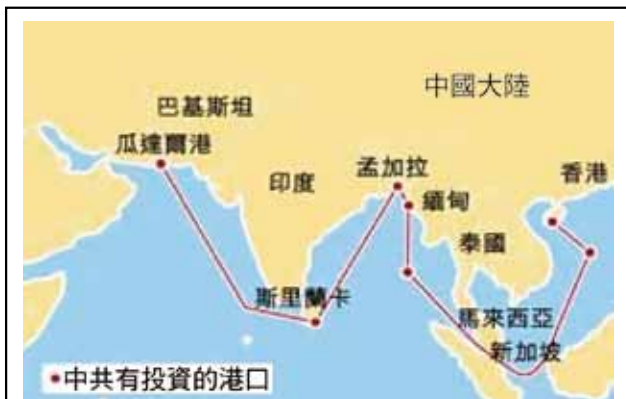 中國大陸
巴基斯坦
瓜達爾港
印度
孟加拉
緬甸
香港
泰國
斯里蘭卡
馬來西亞
新加坡
•中共有投資的港口